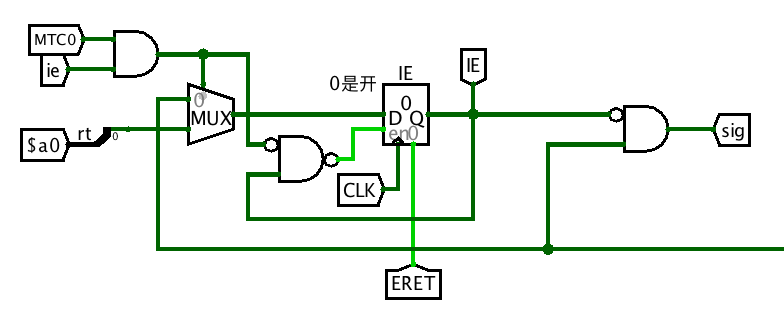 MTC0
ie
0是开
IE
IE
0
MUX
0
D Q
en0
$a0
rt
0
CLK
sig
ERET